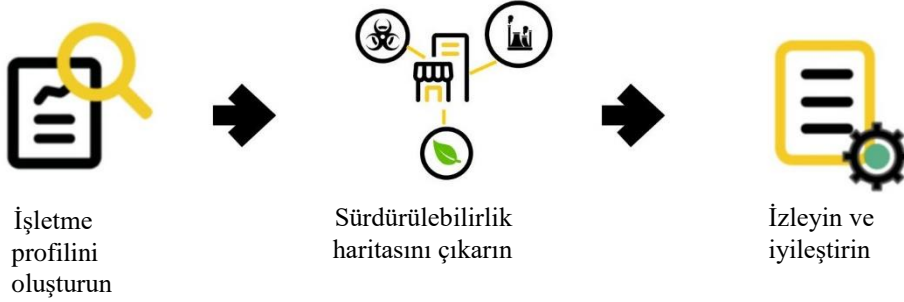 İşletme
profilini
oluşturun
Sürdürülebilirlik
haritasını çıkarın
İzleyin ve
iyileştirin